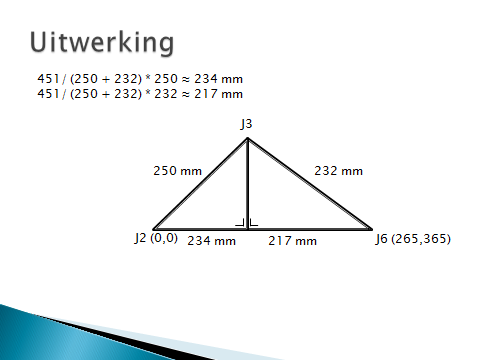 Uitwerking
451/ (250 + 232) * 250 ≈ 234 mm
451/ (250 + 232) * 232 ≈ 217 mm
J3
250 mm
232 mm
J2 (0,0)
234 mm
217 mm
J6 (265,365)